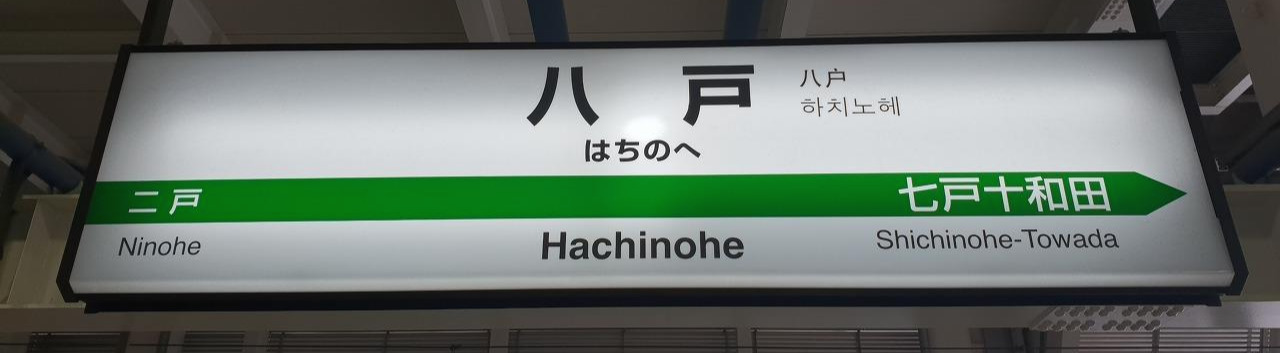 八戸
八户
하치노헤
はちのへ
二戸
七戸十和田
Ninohe
Hachinohe
Shichinohe-Towada